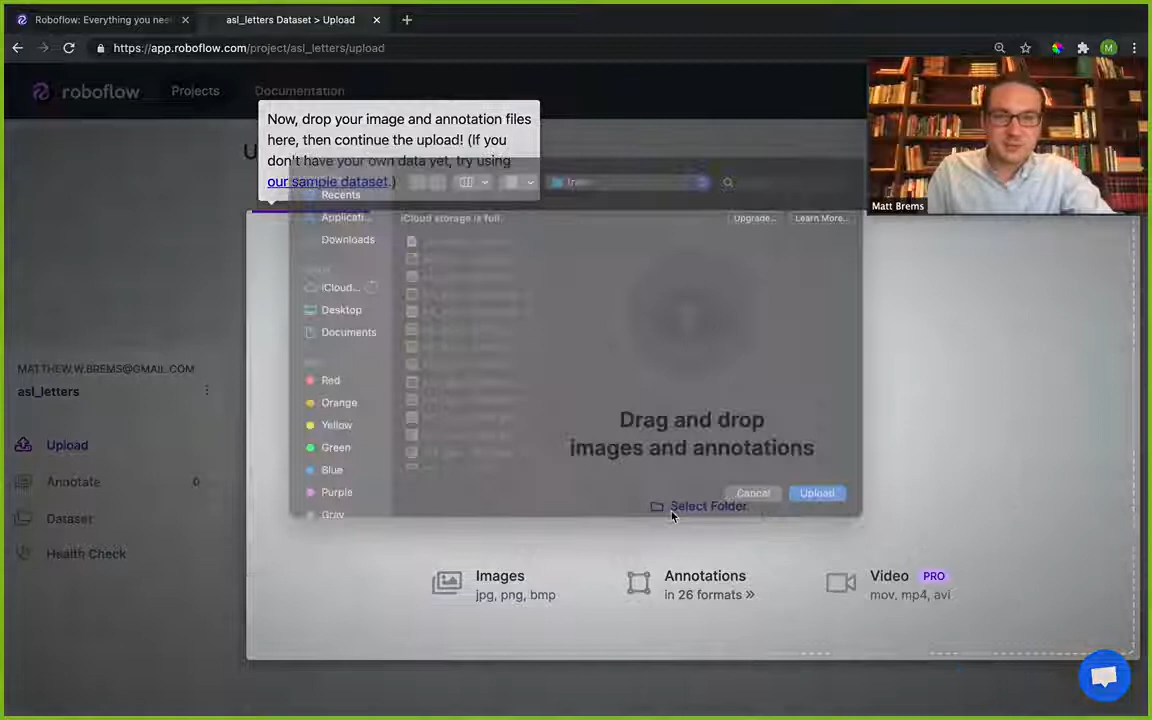 Roboflow: Everything you nee
asl_letters Dataset > Upload
https://app.roboflow.com/project/asl_letters/upload
M
roboflow
Projects
Documentation
Now, drop your image and annotation files
here, then continue the upload! (If you
don't have your own data yet, try using
our sample dataset.)
Matt Brems
Recents
Applicati...
Downloads
iCloud...
Desktop
Documents
Red
Orange
Yellow
Green
Blue
Purple
Gray
iCloud storage is full.
Upgrade...
Learn More...
Drag and drop
images and annotations
Cancel
Upload
Select Folder
MATTHEW.W.BREMS@GMAIL.COM
asl_letters
Upload
Annotate
0
Dataset
Health Check
Images
jpg, png, bmp
Annotations
in 26 formats »
Video PRO
mov, mp4, avi